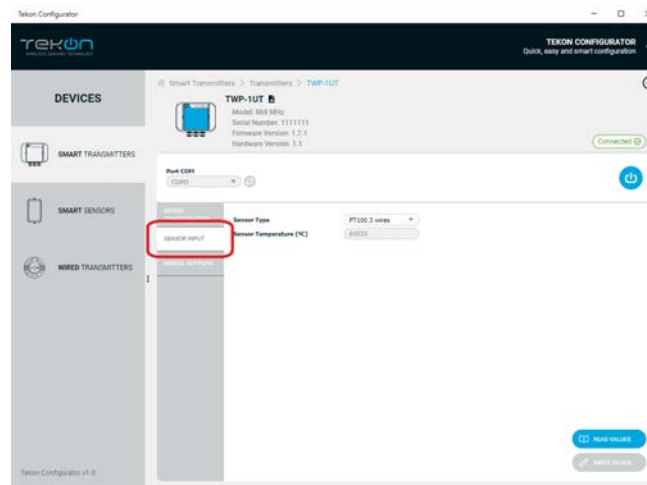 Tekon Configurator
TEKON
TEKON CONFIGURATOR
Quick, easy and smart configuration
DEVICES
SMART TRANSMITTERS
SMART SENSORS
WIRED TRANSMITTERS
Tekon Configurator v1.0
Smart Transmitters > Transmitters > TWP-1UT
TWP-1UT
Model: 868 MHz
Serial Number: 1111111
Firmware Version: 1.7.1
Hardware Version: 1.1
Connected
Port COM
SENSOR INPUT
Sensor Type
PT100 3 wires
Sensor Temperature (ºC)
READ VALUES
WRITE DEVICE